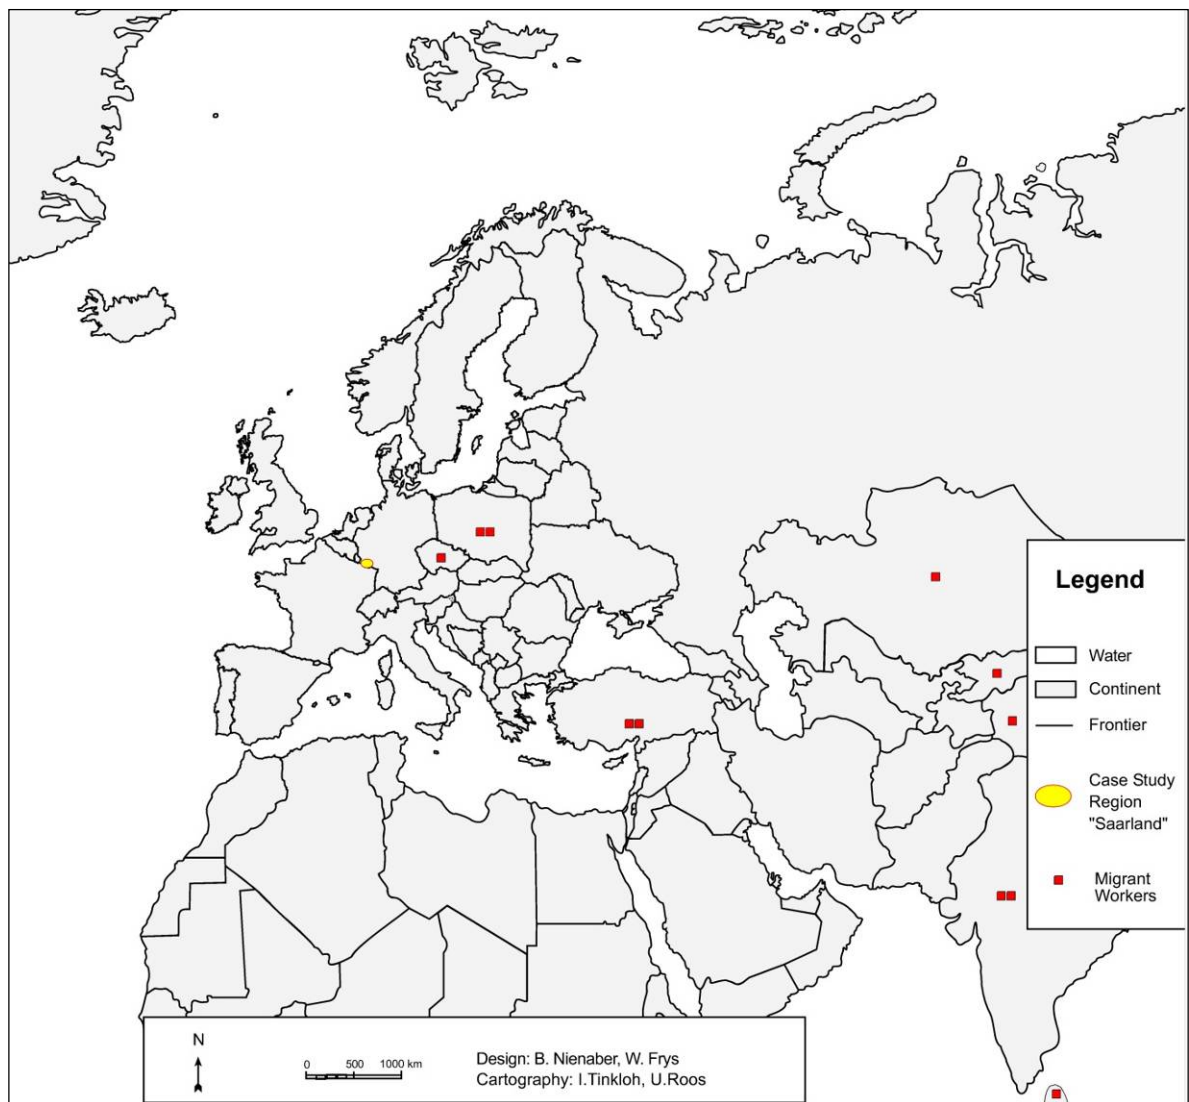 Legend
Water
Continent
Frontier
Case Study
Region
"Saarland"
Migrant
Workers
N
0 500 1000 km
Design: B. Nienaber, W. Frys
Cartography: I.Tinkloh, U.Roos